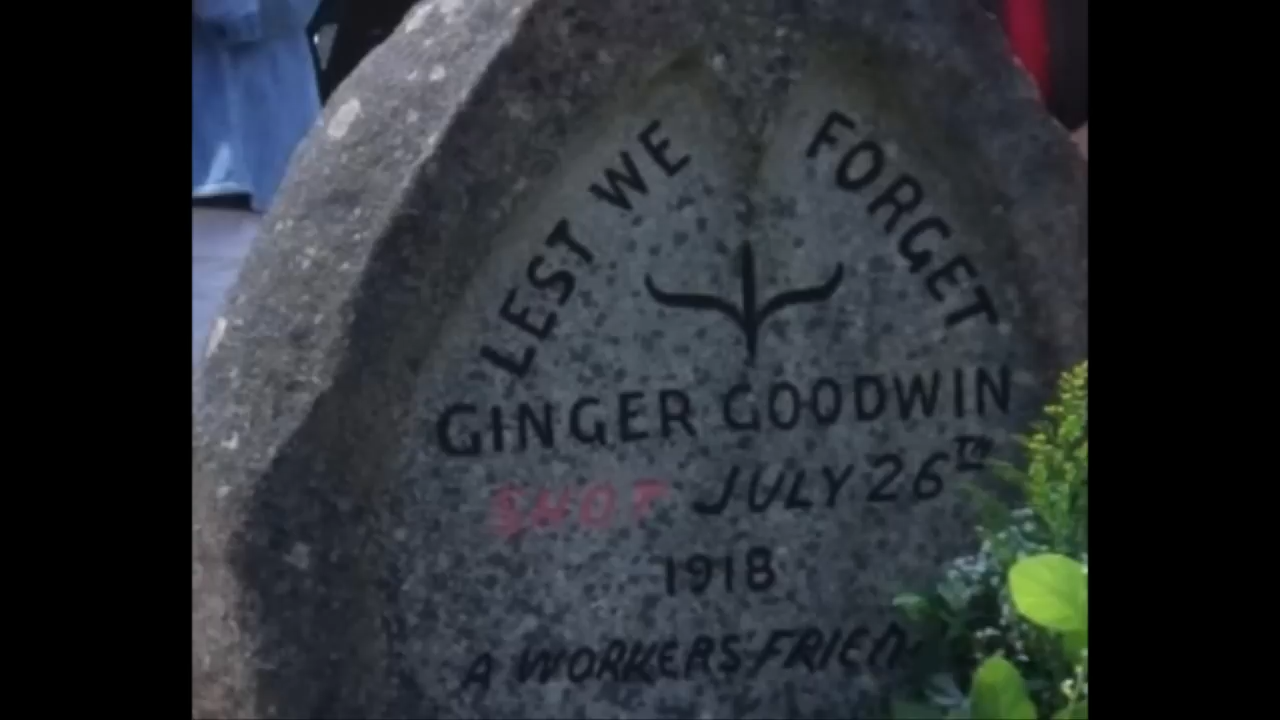 LEST WE FORGET
GINGER GOODWIN
SHOT JULY 26TH
1918
A WORKERS FRIEN